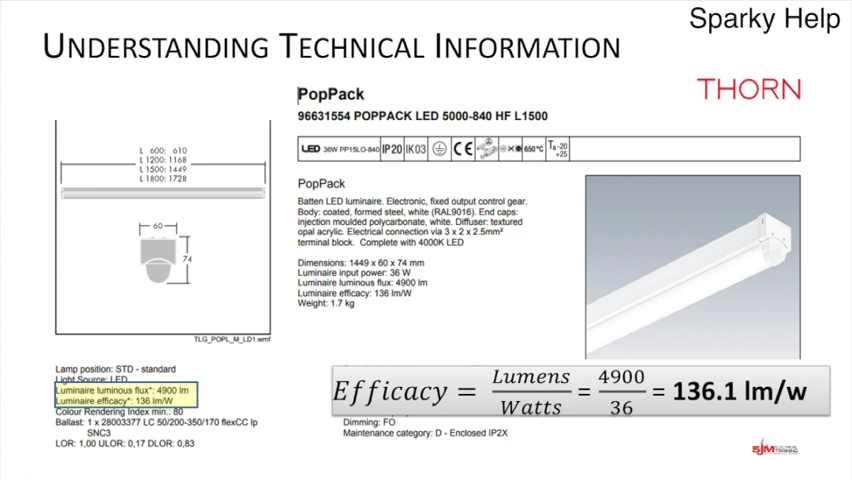 Sparky Help
UNDERSTANDING TECHNICAL INFORMATION
THORN
PopPack
96631554 POPPACK LED 5000-840 HF L1500
LED 36W PP15LO-840 IP20 IK03 CE 650°C Ta -20 +25
L 600: 610
L 1200: 1168
L 1500: 1449
L 1800: 1728
60
74
TLG_POPL_M_LD1.wmf
PopPack
Batten LED luminaire. Electronic, fixed output control gear.
Body: coated, formed steel, white (RAL9016). End caps:
injection moulded polycarbonate, white. Diffuser: textured
opal acrylic. Electrical connection via 3 x 2 x 2.5mm²
terminal block. Complete with 4000K LED
Dimensions: 1449 x 60 x 74 mm
Luminaire input power: 36 W
Luminaire luminous flux: 4900 lm
Luminaire efficacy: 136 lm/W
Weight: 1.7 kg
Lamp position: STD - standard
Light Source: LED
Luminaire luminous flux*: 4900 lm
Luminaire efficacy*: 136 lm/W
Colour Rendering Index min.: 80
Ballast: 1 x 28003377 LC 50/200-350/170 flexCC lp
SNC3
LOR: 1,00 ULOR: 0,17 DLOR: 0,83
Efficacy = Lumens / Watts = 4900 / 36 = 136.1 lm/w
Dimming: FO
Maintenance category: D - Enclosed IP2X
SJM ELECTRICAL TRAINING